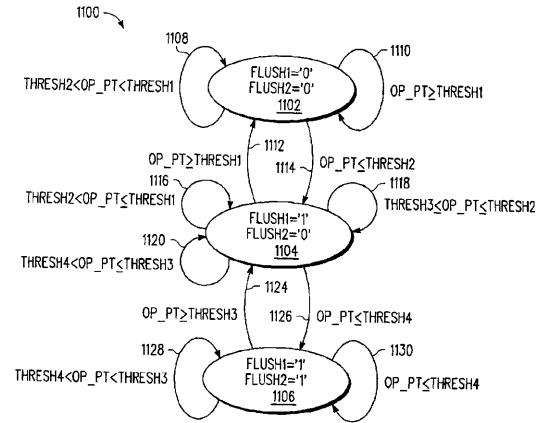 1100
1108
1110
THRESH2<OP_PT<THRESH1
FLUSH1='0'
FLUSH2='0'
1102
OP_PT≥THRESH1
OP_PT≥THRESH1
1112
1114
OP_PT≤THRESH2
1116
1118
THRESH2<OP_PT≤THRESH1
FLUSH1='1'
FLUSH2='0'
1104
THRESH3≤OP_PT≤THRESH2
1120
THRESH4<OP_PT≤THRESH3
1124
OP_PT≥THRESH3
1126
OP_PT≤THRESH4
1128
1130
THRESH4<OP_PT<THRESH3
FLUSH1='1'
FLUSH2='1'
1106
OP_PT≤THRESH4